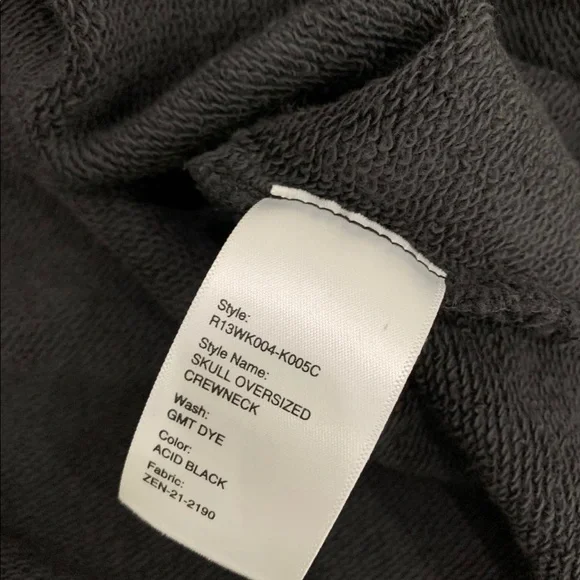 Style:
R13WK004-K005C
Style Name:
SKULL OVERSIZED
CREWNECK
Wash:
GMT DYE
Color:
ACID BLACK
Fabric:
ZEN-21-2190